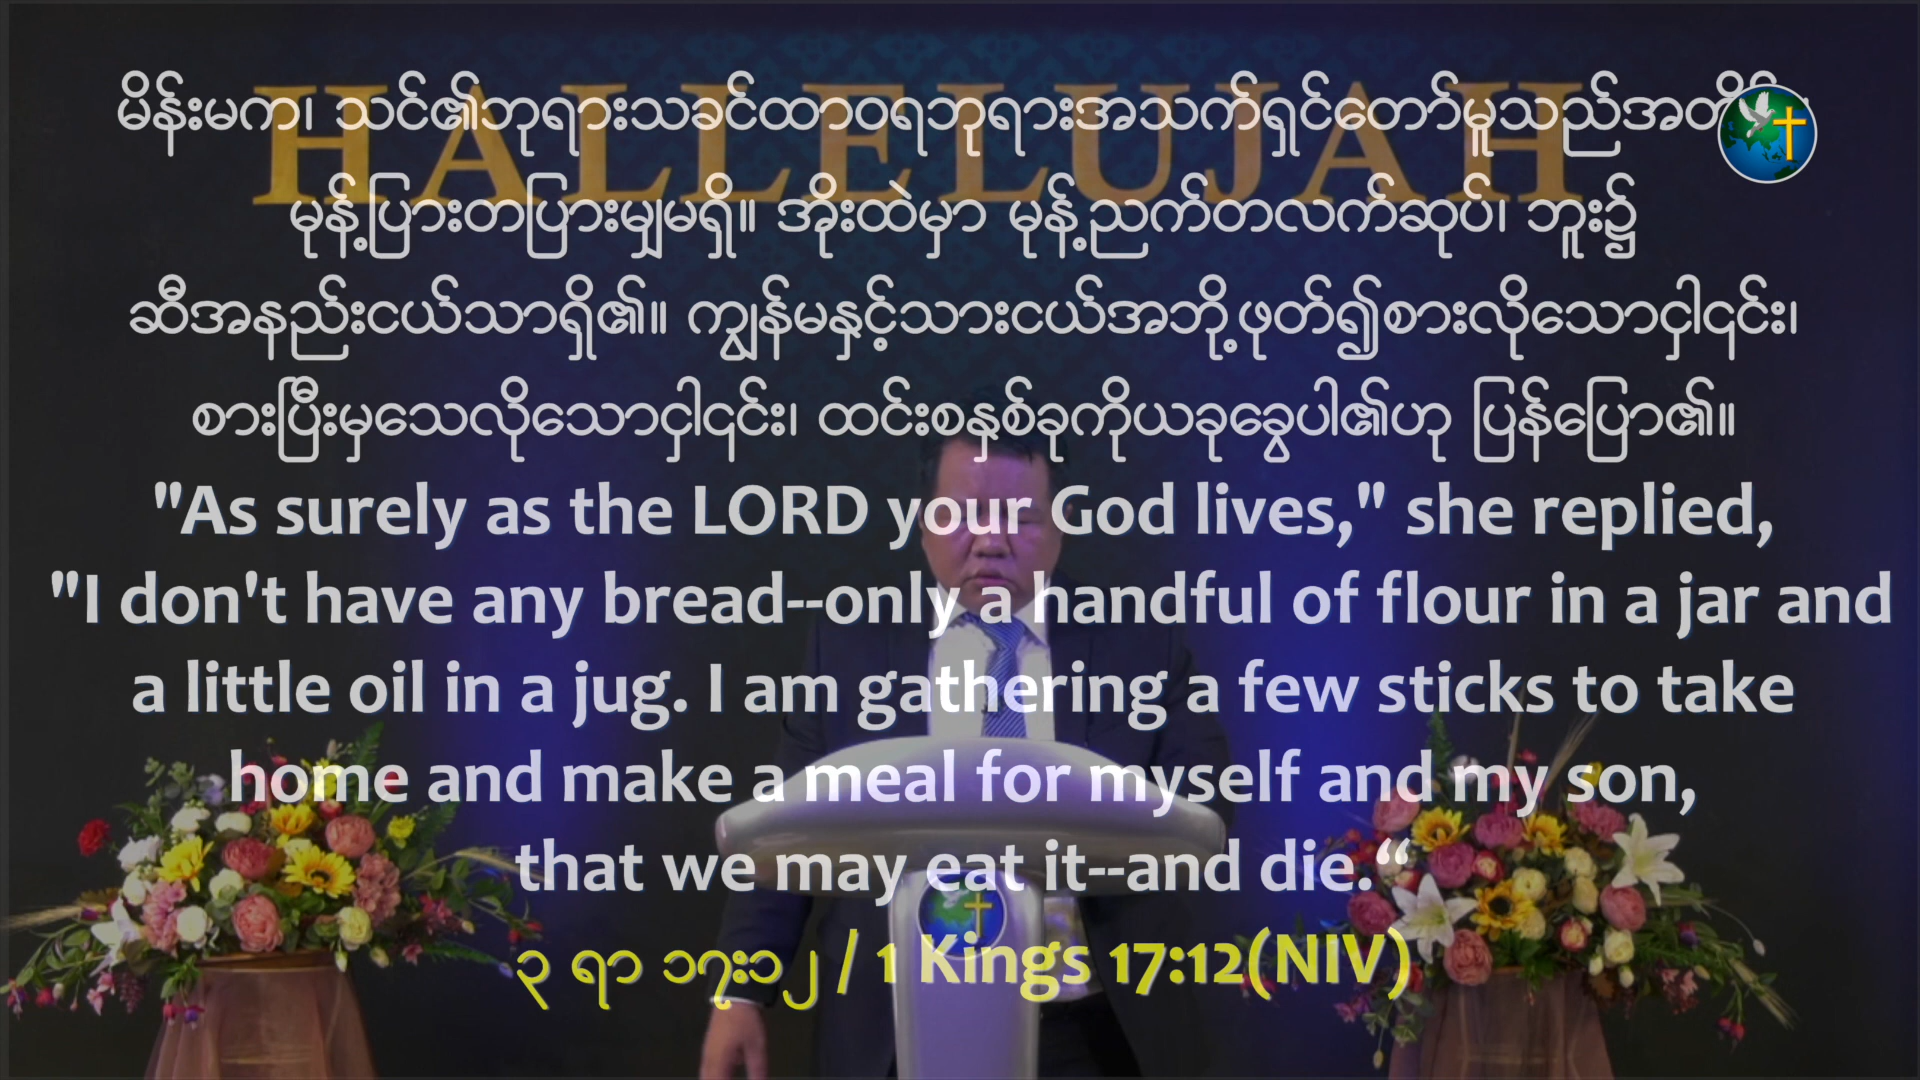 HALLELUJAH
မိန်းမက၊ သင်၏ဘုရားသခင်ထာဝရဘုရားအသက်ရှင်တော်မူသည်အတိုင်း၊
မုန့်ပြားတပြားမျှမရှိ။ အိုးထဲမှာ မုန့်ညက်တလက်ဆုပ်၊ ဘူး၌
ဆီအနည်းငယ်သာရှိ၏။ ကျွန်မနှင့်သားငယ်အဘို့ဖုတ်၍စားလိုသောငှါ၎င်း၊
စားပြီးမှသေလိုသောငှါ၎င်း၊ ထင်းစနှစ်ခုကိုယခုခွေပါ၏ဟု ပြန်ပြော၏။
"As surely as the LORD your God lives," she replied,
"I don't have any bread--only a handful of flour in a jar and
a little oil in a jug. I am gathering a few sticks to take
home and make a meal for myself and my son,
that we may eat it--and die.“
၃ ရာ ၁၇း၁၂ / 1 Kings 17:12(NIV)